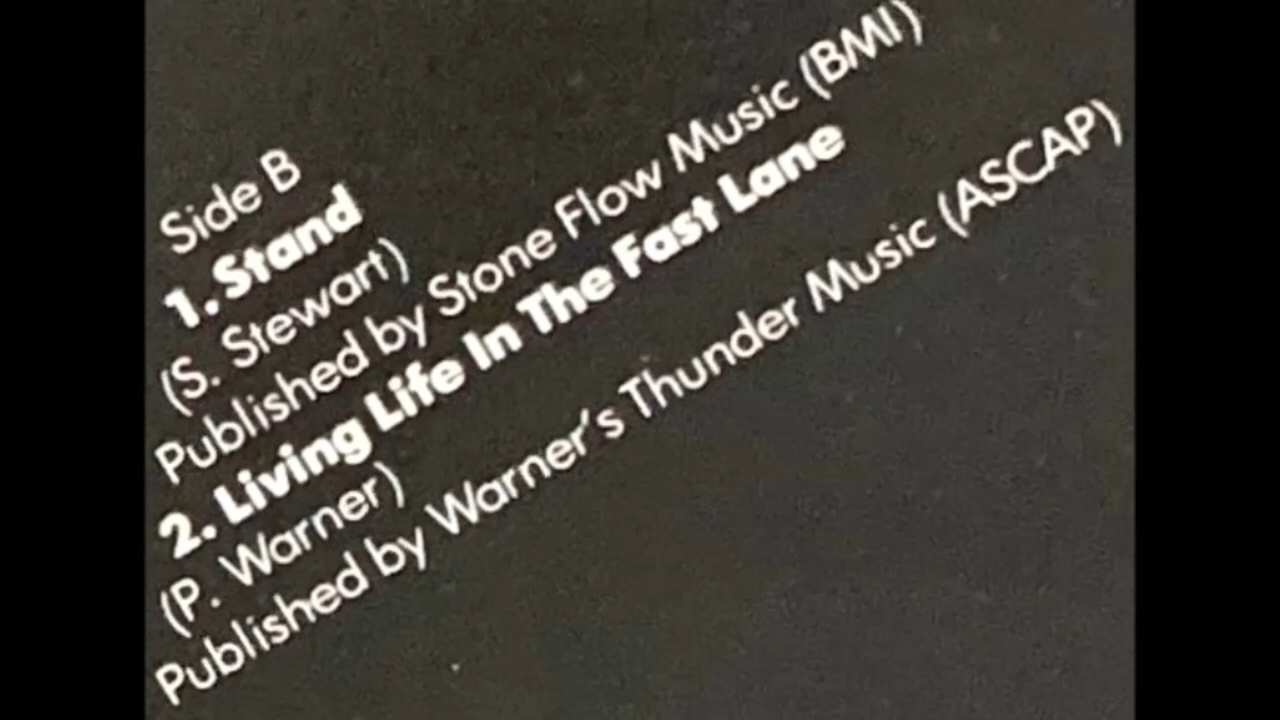 Side B
1. Stand
(S. Stewart)
Published by Stone Flow Music (BMI)
2. Living Life In The Fast Lane
(P. Warner)
Published by Warner's Thunder Music (ASCAP)